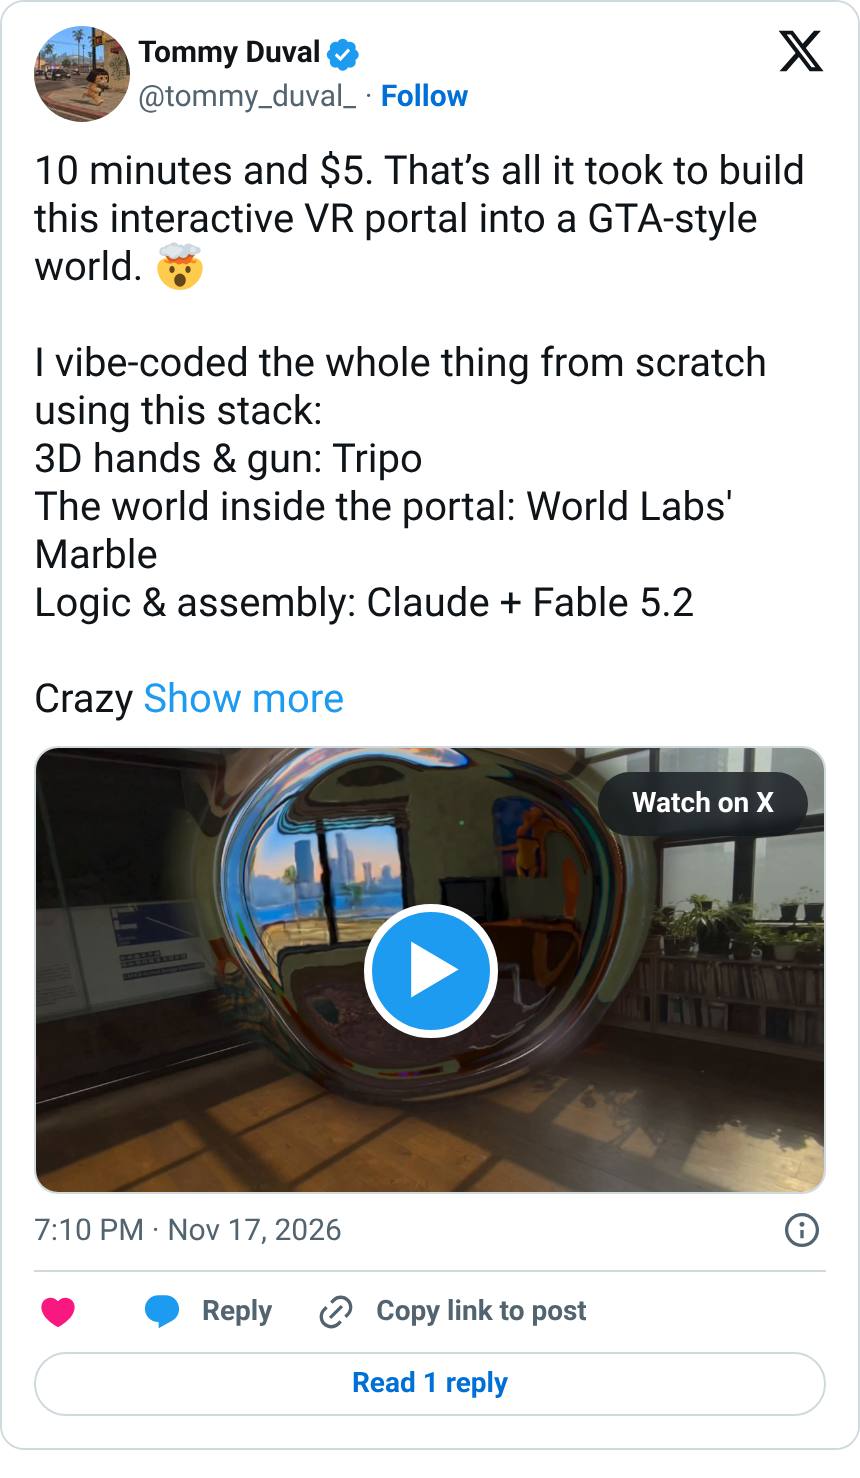 Tommy Duval
@tommy_duval_ · Follow
10 minutes and $5. That’s all it took to build
this interactive VR portal into a GTA-style
world. 🤯
I vibe-coded the whole thing from scratch
using this stack:
3D hands & gun: Tripo
The world inside the portal: World Labs'
Marble
Logic & assembly: Claude + Fable 5.2
Crazy Show more
Watch on X
7:10 PM · Nov 17, 2026
Reply
Copy link to post
Read 1 reply